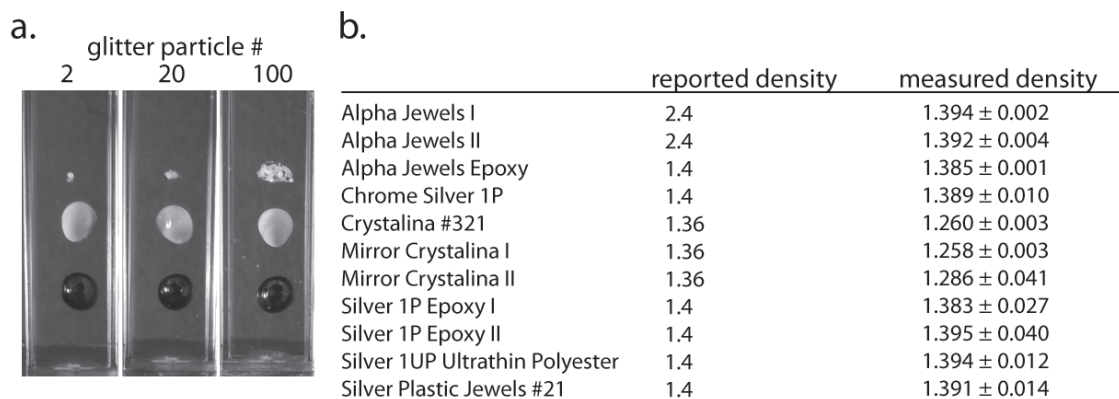 a.
glitter particle #
2 20 100
b.
reported density measured density
Alpha Jewels I 2.4 1.394 ± 0.002
Alpha Jewels II 2.4 1.392 ± 0.004
Alpha Jewels Epoxy 1.4 1.385 ± 0.001
Chrome Silver 1P 1.4 1.389 ± 0.010
Crystalina #321 1.36 1.260 ± 0.003
Mirror Crystalina I 1.36 1.258 ± 0.003
Mirror Crystalina II 1.36 1.286 ± 0.041
Silver 1P Epoxy I 1.4 1.383 ± 0.027
Silver 1P Epoxy II 1.4 1.395 ± 0.040
Silver 1UP Ultrathin Polyester 1.4 1.394 ± 0.012
Silver Plastic Jewels #21 1.4 1.391 ± 0.014